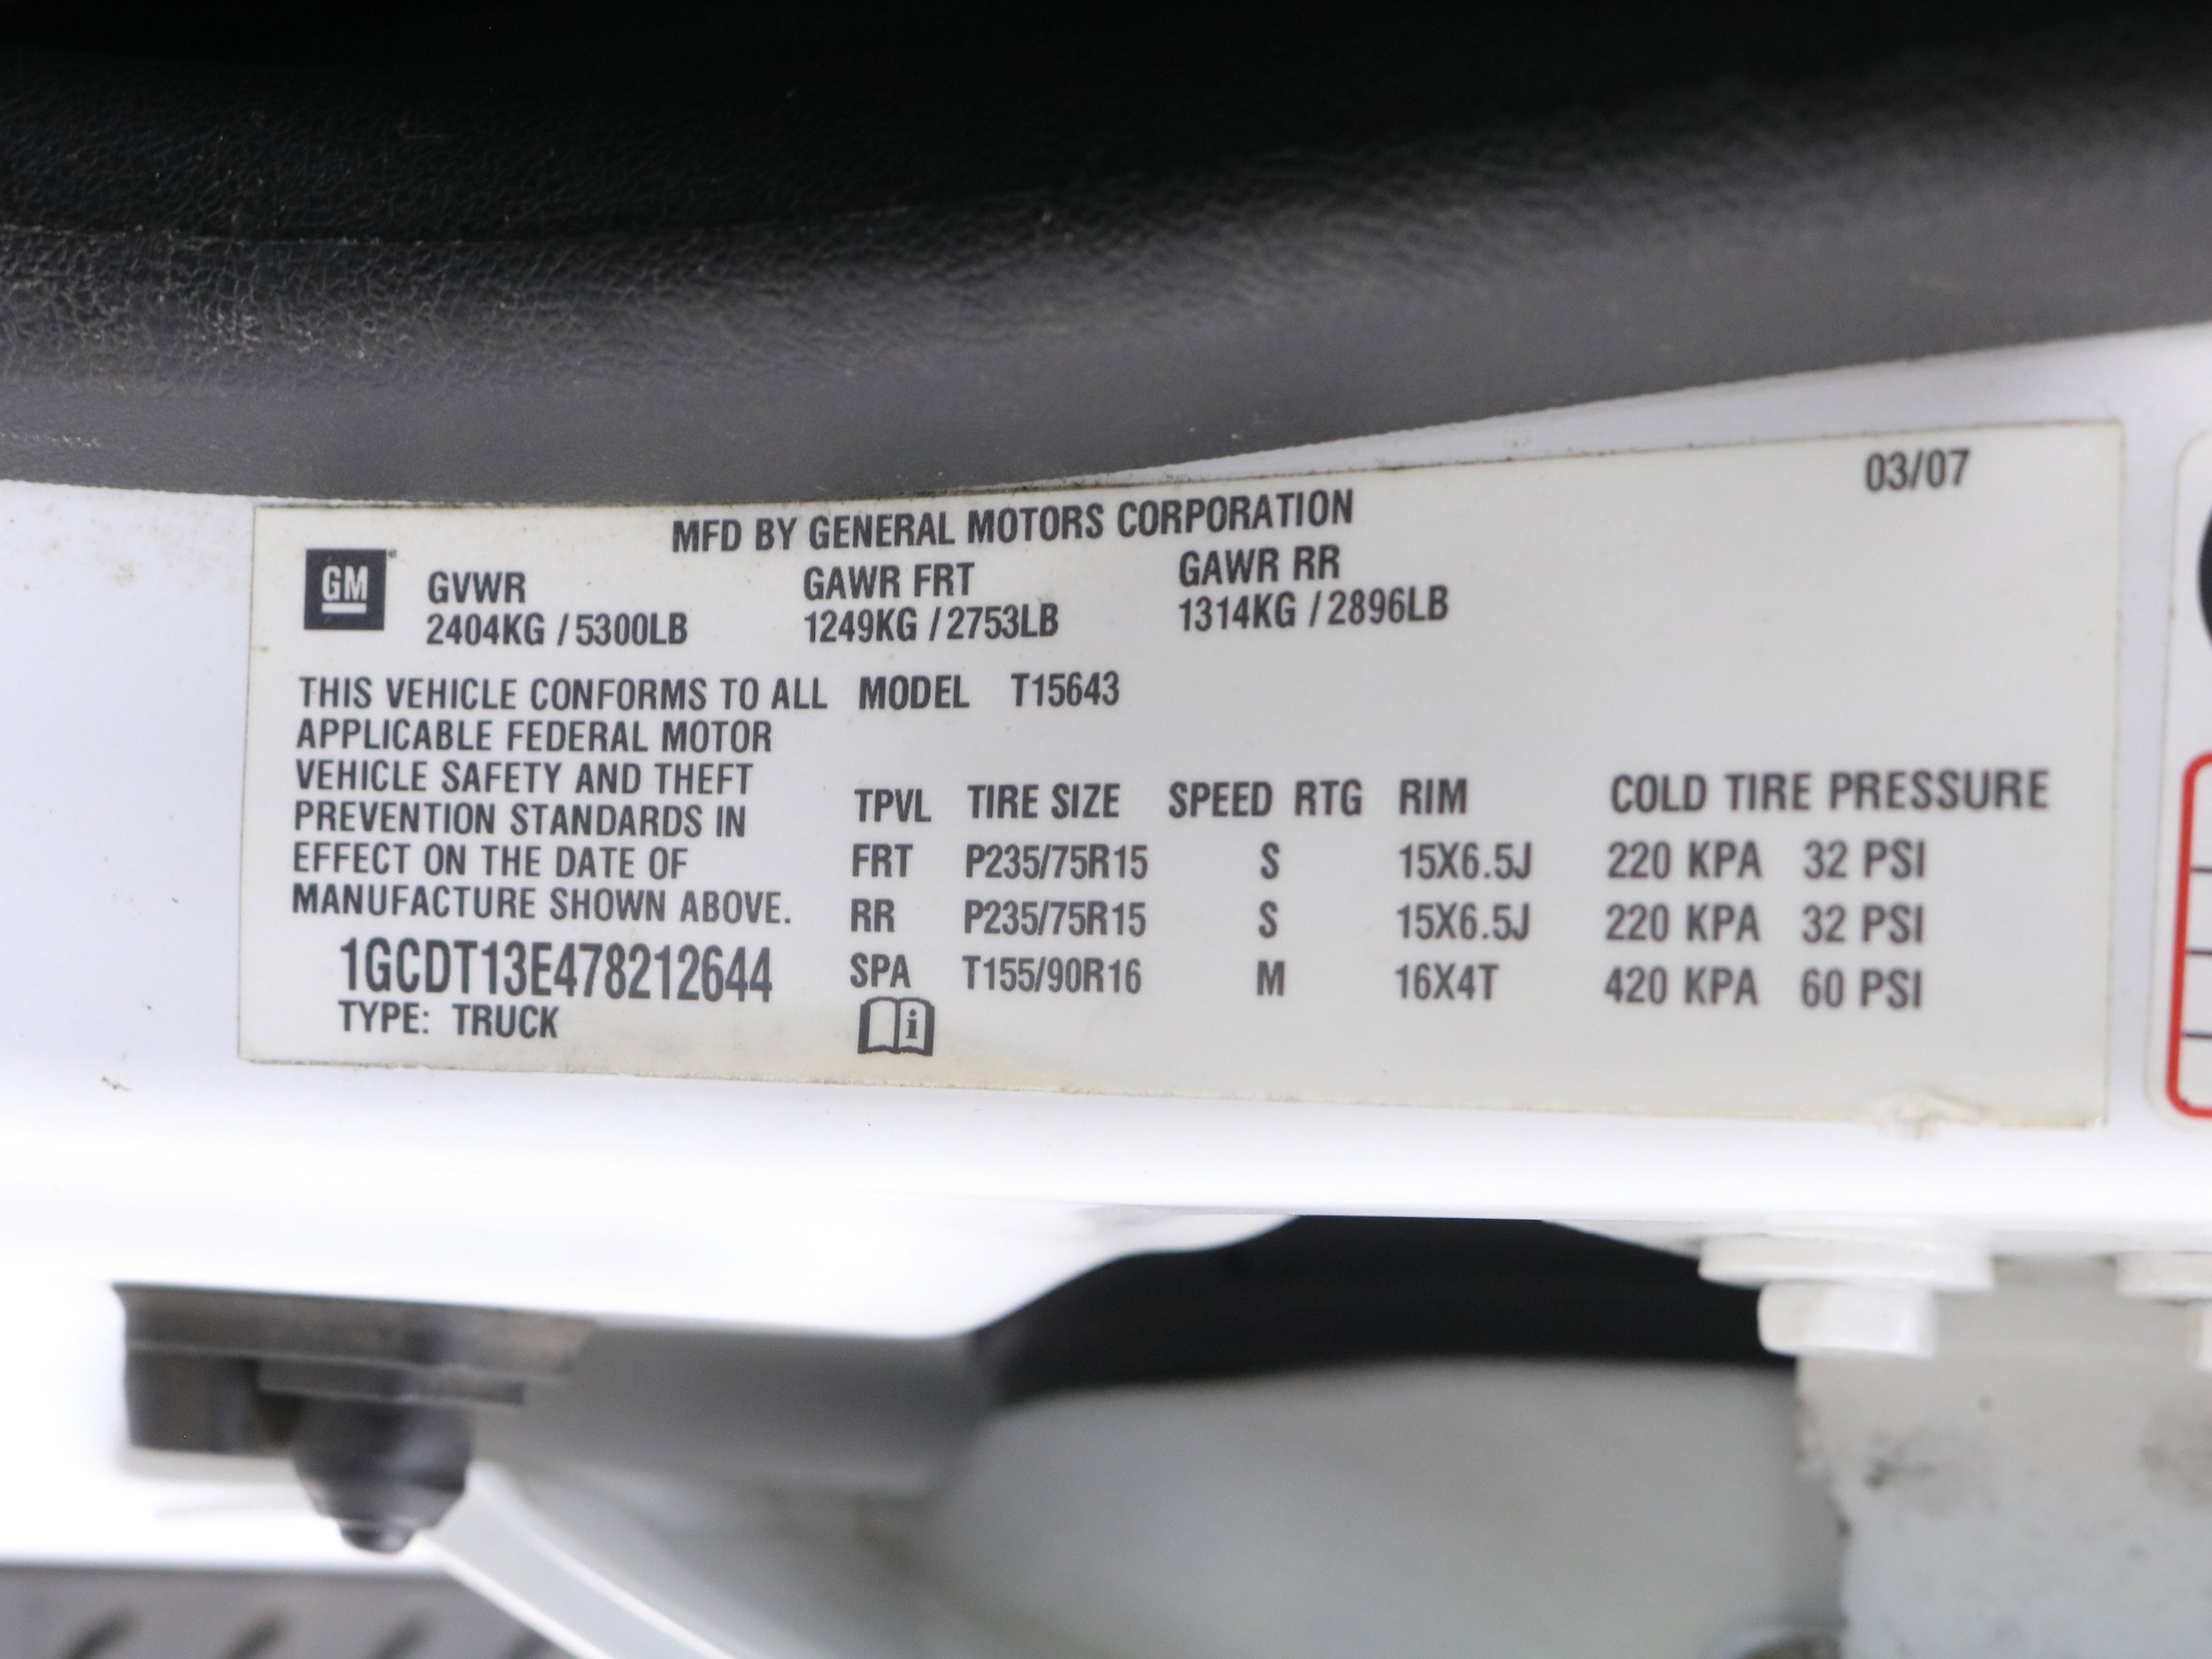 03/07
MFD BY GENERAL MOTORS CORPORATION
GM
GVWR GAWR FRT GAWR RR
2404KG / 5300LB 1249KG / 2753LB 1314KG / 2896LB
THIS VEHICLE CONFORMS TO ALL MODEL T15643
APPLICABLE FEDERAL MOTOR
VEHICLE SAFETY AND THEFT
PREVENTION STANDARDS IN
EFFECT ON THE DATE OF
MANUFACTURE SHOWN ABOVE.
1GCDT13E478212644
TYPE: TRUCK
TPVL TIRE SIZE SPEED RTG RIM COLD TIRE PRESSURE
FRT P235/75R15 S 15X6.5J 220 KPA 32 PSI
RR P235/75R15 S 15X6.5J 220 KPA 32 PSI
SPA T155/90R16 M 16X4T 420 KPA 60 PSI
i